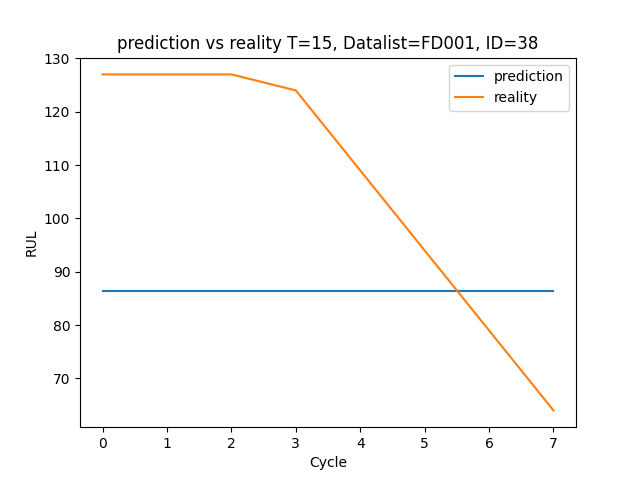 prediction vs reality T=15, Datalist=FD001, ID=38
prediction
reality
130
120
110
100
90
80
70
RUL
0 1 2 3 4 5 6 7
Cycle